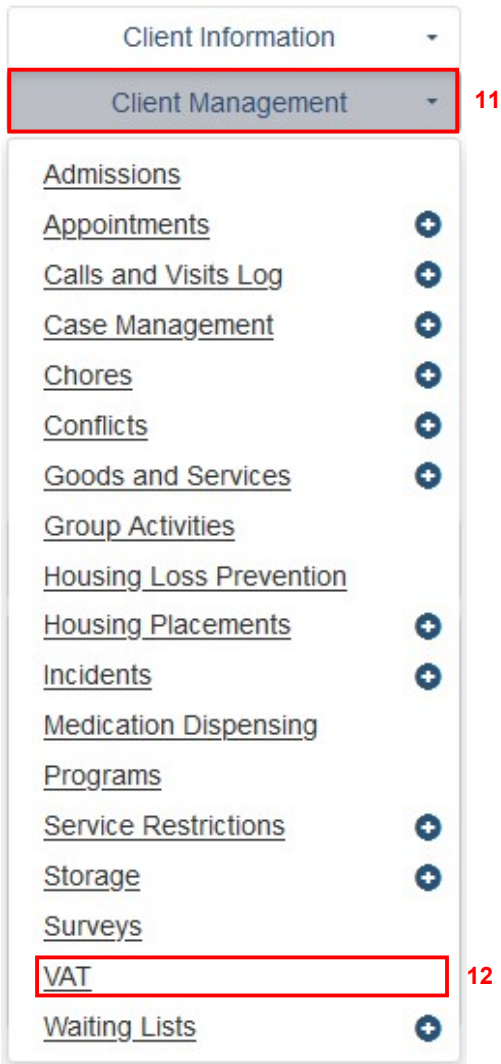 Client Information
Client Management 11
Admissions
Appointments
Calls and Visits Log
Case Management
Chores
Conflicts
Goods and Services
Group Activities
Housing Loss Prevention
Housing Placements
Incidents
Medication Dispensing
Programs
Service Restrictions
Storage
Surveys
VAT 12
Waiting Lists